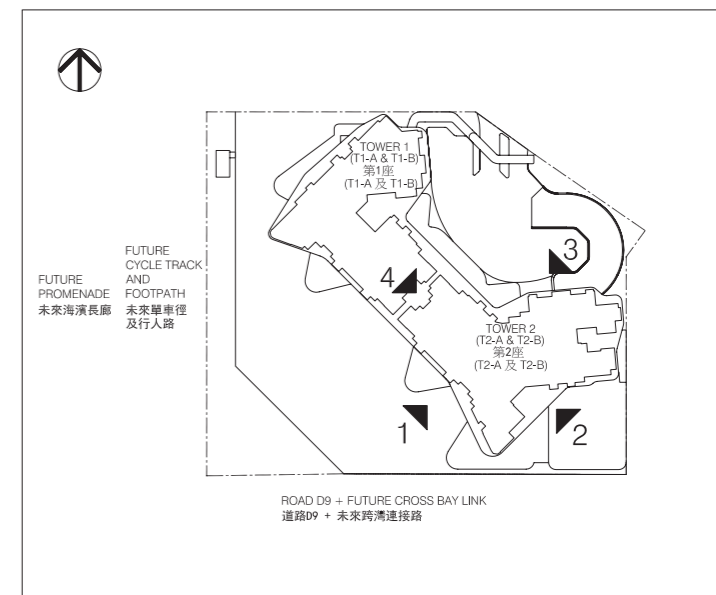 TOWER 1
(T1-A & T1-B)
第1座
(T1-A 及 T1-B)
3
4
FUTURE
PROMENADE
未來海濱長廊
FUTURE
CYCLE TRACK
AND
FOOTPATH
未來單車徑
及行人路
TOWER 2
(T2-A & T2-B)
第2座
(T2-A 及 T2-B)
1
2
ROAD D9 + FUTURE CROSS BAY LINK
道路D9 + 未來跨灣連接路